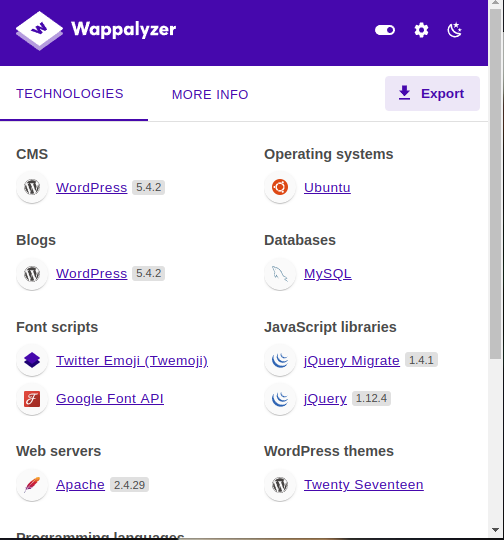 Wappalyzer
TECHNOLOGIES
MORE INFO
Export
CMS
WordPress 5.4.2
Operating systems
Ubuntu
Blogs
WordPress 5.4.2
Databases
MySQL
Font scripts
Twitter Emoji (Twemoji)
Google Font API
JavaScript libraries
jQuery Migrate 1.4.1
jQuery 1.12.4
Web servers
Apache 2.4.29
WordPress themes
Twenty Seventeen
Programming languages